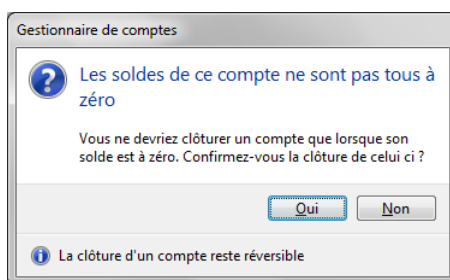 Gestionnaire de comptes
Les soldes de ce compte ne sont pas tous à
zéro
Vous ne devriez clôturer un compte que lorsque son
solde est à zéro. Confirmez-vous la clôture de celui ci ?
Oui
Non
La clôture d'un compte reste réversible